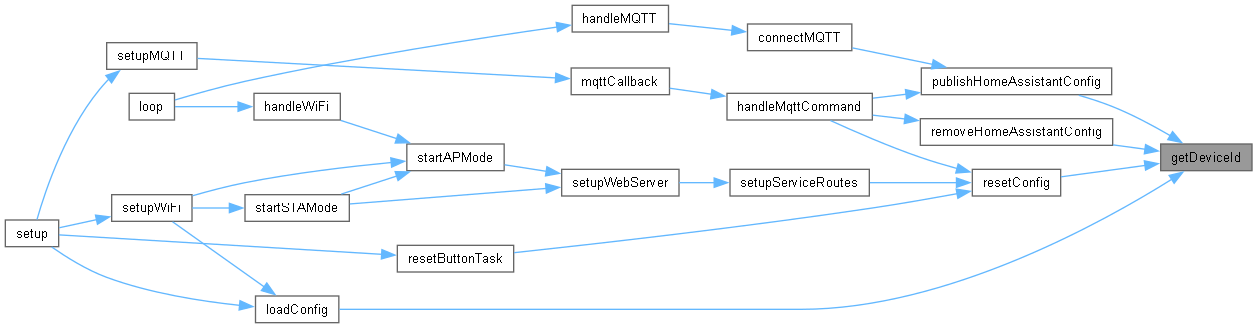 handleMQTT
connectMQTT
setupMQTT
mqttCallback
publishHomeAssistantConfig
loop
handleWiFi
handleMqttCommand
removeHomeAssistantConfig
startAPMode
getDeviceId
setupWebServer
setupServiceRoutes
resetConfig
setupWiFi
startSTAMode
setup
resetButtonTask
loadConfig